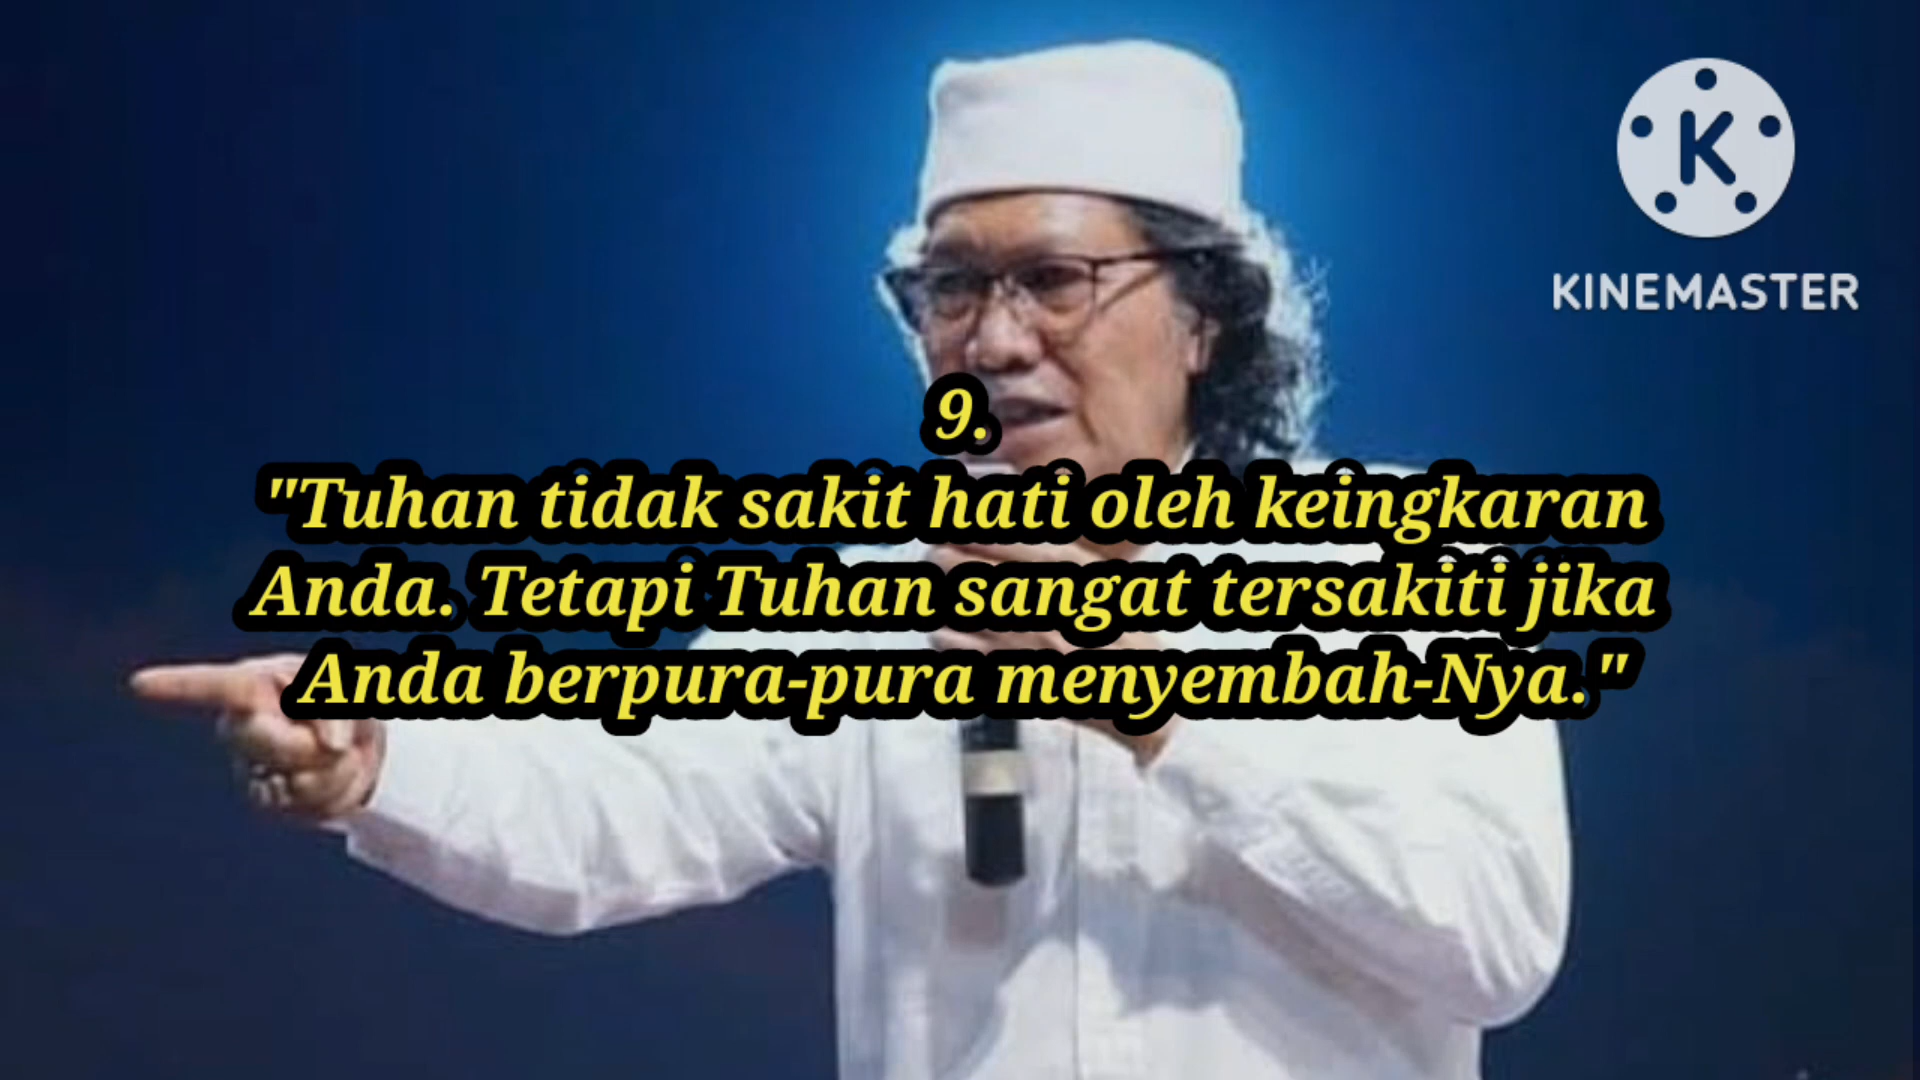 K
KINEMASTER
9.
"Tuhan tidak sakit hati oleh keingkaran
Anda. Tetapi Tuhan sangat tersakiti jika
Anda berpura-pura menyembah-Nya."